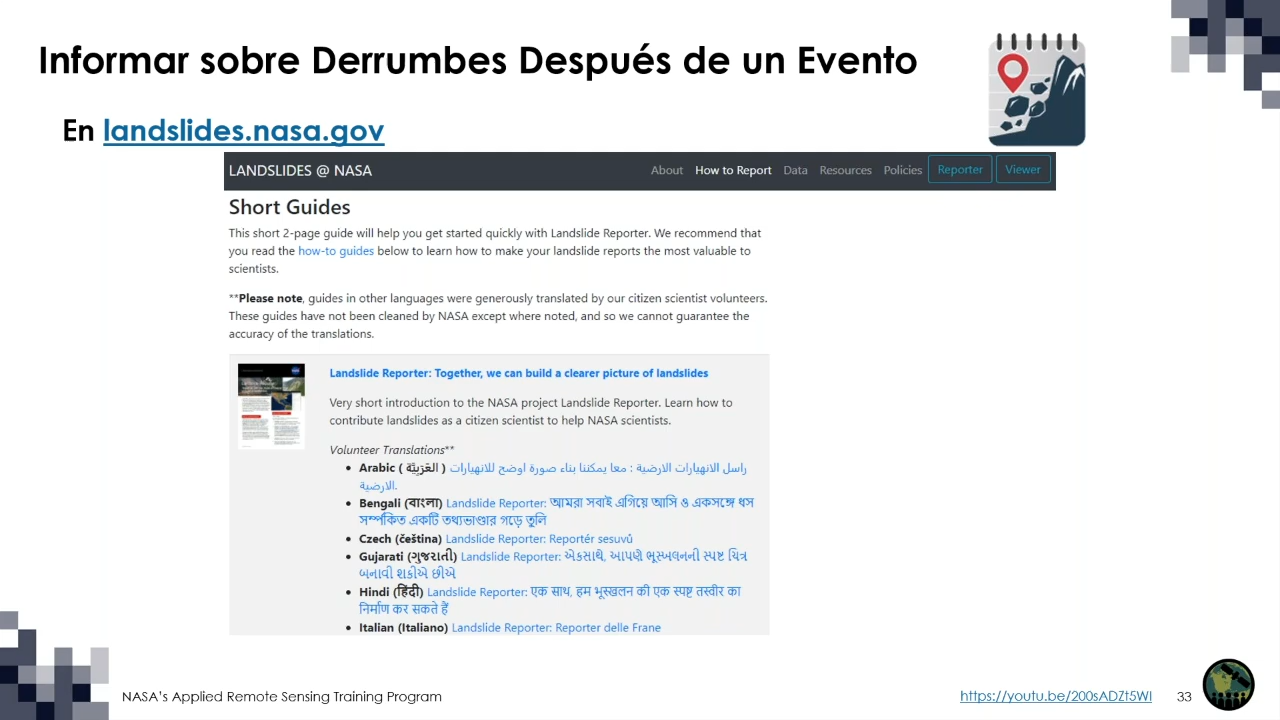 Informar sobre Derrumbes Después de un Evento
En landslides.nasa.gov
LANDSLIDES @ NASA
About How to Report Data Resources Policies Reporter Viewer
Short Guides
This short 2-page guide will help you get started quickly with Landslide Reporter. We recommend that
you read the how-to guides below to learn how to make your landslide reports the most valuable to
scientists.
**Please note, guides in other languages were generously translated by our citizen scientist volunteers.
These guides have not been cleaned by NASA except where noted, and so we cannot guarantee the
accuracy of the translations.
Landslide Reporter: Together, we can build a clearer picture of landslides
Very short introduction to the NASA project Landslide Reporter. Learn how to
contribute landslides as a citizen scientist to help NASA scientists.
Volunteer Translations**
• Arabic ( العَرَبِيَّة ) راسل الانهيارات الارضية : معا يمكننا بناء صورة اوضح للانهيارات
الارضية.
• Bengali (বাংলা) Landslide Reporter: আমরা সবাই এগিয়ে আসি ও একসঙ্গে ধস
সম্পর্কিত একটি তথ্যভাণ্ডার গড়ে তুলি
• Czech (čeština) Landslide Reporter: Reportér sesuvů
• Gujarati (ગુજરાતી) Landslide Reporter: એકસાથે, આપણે ભૂસ્ખલનની સ્પષ્ટ ચિત્ર
બનાવી શકીએ છીએ
• Hindi (हिंदी) Landslide Reporter: एक साथ, हम भूस्खलन की एक स्पष्ट तस्वीर का
निर्माण कर सकते हैं
• Italian (Italiano) Landslide Reporter: Reporter delle Frane
NASA's Applied Remote Sensing Training Program
https://youtu.be/200sADZt5WI
33